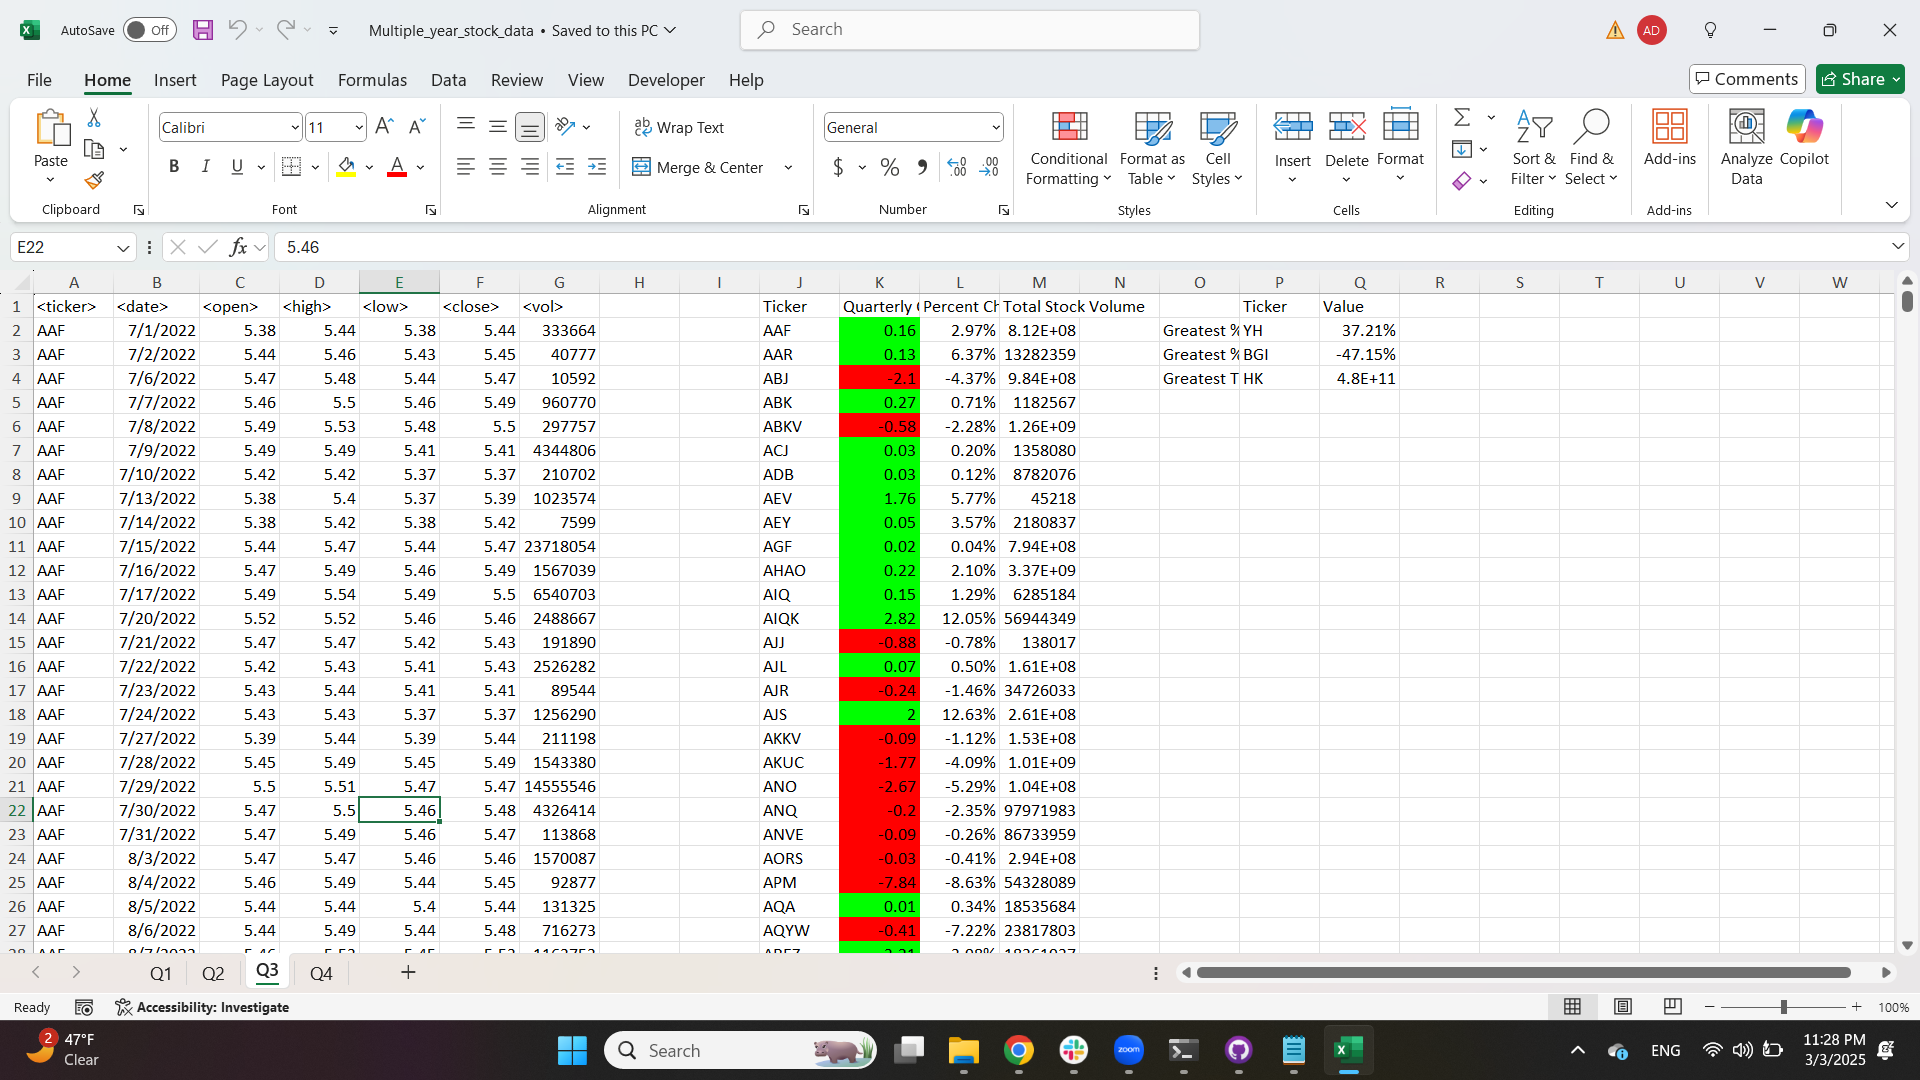 AutoSave Off Multiple_year_stock_data • Saved to this PC Search AD
File Home Insert Page Layout Formulas Data Review View Developer Help Comments Share
Paste Calibri 11 Wrap Text General Conditional Formatting Format as Table Cell Styles Insert Delete Format Sort & Filter Find & Select Add-ins Analyze Data Copilot
B I U A Merge & Center $ %
Clipboard Font Alignment Number Styles Cells Editing Add-ins
E22 fx 5.46
A B C D E F G H I J K L M N O P Q R S T U V W
1 <ticker> <date> <open> <high> <low> <close> <vol> Ticker Quarterly Percent Ch Total Stock Volume Ticker Value
2 AAF 7/1/2022 5.38 5.44 5.38 5.44 333664 AAF 0.16 2.97% 8.12E+08 Greatest % YH 37.21%
3 AAF 7/2/2022 5.44 5.46 5.43 5.45 40777 AAR 0.13 6.37% 13282359 Greatest % BGI -47.15%
4 AAF 7/6/2022 5.47 5.48 5.44 5.47 10592 ABJ -2.1 -4.37% 9.84E+08 Greatest T HK 4.8E+11
5 AAF 7/7/2022 5.46 5.5 5.46 5.49 960770 ABK 0.27 0.71% 1182567
6 AAF 7/8/2022 5.49 5.53 5.48 5.5 297757 ABKV -0.58 -2.28% 1.26E+09
7 AAF 7/9/2022 5.49 5.49 5.41 5.41 4344806 ACJ 0.03 0.20% 1358080
8 AAF 7/10/2022 5.42 5.42 5.37 5.37 210702 ADB 0.03 0.12% 8782076
9 AAF 7/13/2022 5.38 5.4 5.37 5.39 1023574 AEV 1.76 5.77% 45218
10 AAF 7/14/2022 5.38 5.42 5.38 5.42 7599 AEY 0.05 3.57% 2180837
11 AAF 7/15/2022 5.44 5.47 5.44 5.47 23718054 AGF 0.02 0.04% 7.94E+08
12 AAF 7/16/2022 5.47 5.49 5.46 5.49 1567039 AHAO 0.22 2.10% 3.37E+09
13 AAF 7/17/2022 5.49 5.54 5.49 5.5 6540703 AIQ 0.15 1.29% 6285184
14 AAF 7/20/2022 5.52 5.52 5.46 5.46 2488667 AIQK 2.82 12.05% 56944349
15 AAF 7/21/2022 5.47 5.47 5.42 5.43 191890 AJJ -0.88 -0.78% 138017
16 AAF 7/22/2022 5.42 5.43 5.41 5.43 2526282 AJL 0.07 0.50% 1.61E+08
17 AAF 7/23/2022 5.43 5.44 5.41 5.41 89544 AJR -0.24 -1.46% 34726033
18 AAF 7/24/2022 5.43 5.43 5.37 5.37 1256290 AJS 2 12.63% 2.61E+08
19 AAF 7/27/2022 5.39 5.44 5.39 5.44 211198 AKKV -0.09 -1.12% 1.53E+08
20 AAF 7/28/2022 5.45 5.49 5.45 5.49 1543380 AKUC -1.77 -4.09% 1.01E+09
21 AAF 7/29/2022 5.5 5.51 5.47 5.47 14555546 ANO -2.67 -5.29% 1.04E+08
22 AAF 7/30/2022 5.47 5.5 5.46 5.48 4326414 ANQ -0.2 -2.35% 97971983
23 AAF 7/31/2022 5.47 5.49 5.46 5.47 113868 ANVE -0.09 -0.26% 86733959
24 AAF 8/3/2022 5.47 5.47 5.46 5.46 1570087 AORS -0.03 -0.41% 2.94E+08
25 AAF 8/4/2022 5.46 5.49 5.44 5.45 92877 APM -7.84 -8.63% 54328089
26 AAF 8/5/2022 5.44 5.44 5.4 5.44 131325 AQA 0.01 0.34% 18535684
27 AAF 8/6/2022 5.44 5.49 5.44 5.48 716273 AQYW -0.41 -7.22% 23817803
Q1 Q2 Q3 Q4
Ready Accessibility: Investigate 100%
2 47°F Search zoom ENG 11:28 PM
Clear 3/3/2025